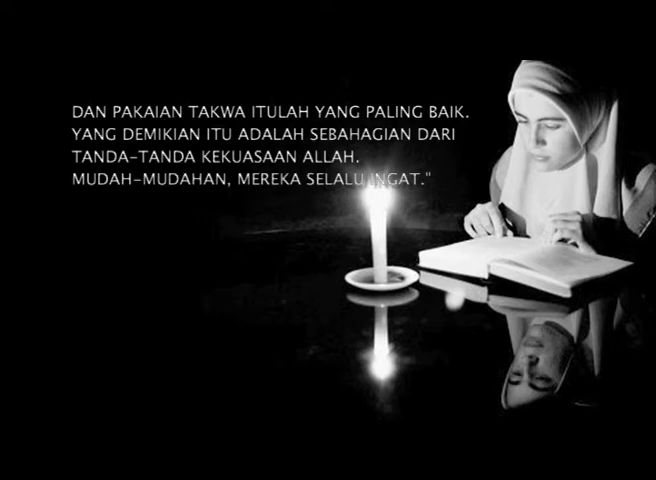 DAN PAKAIAN TAKWA ITULAH YANG PALING BAIK.
YANG DEMIKIAN ITU ADALAH SEBAHAGIAN DARI
TANDA-TANDA KEKUASAAN ALLAH.
MUDAH-MUDAHAN, MEREKA SELALU INGAT."